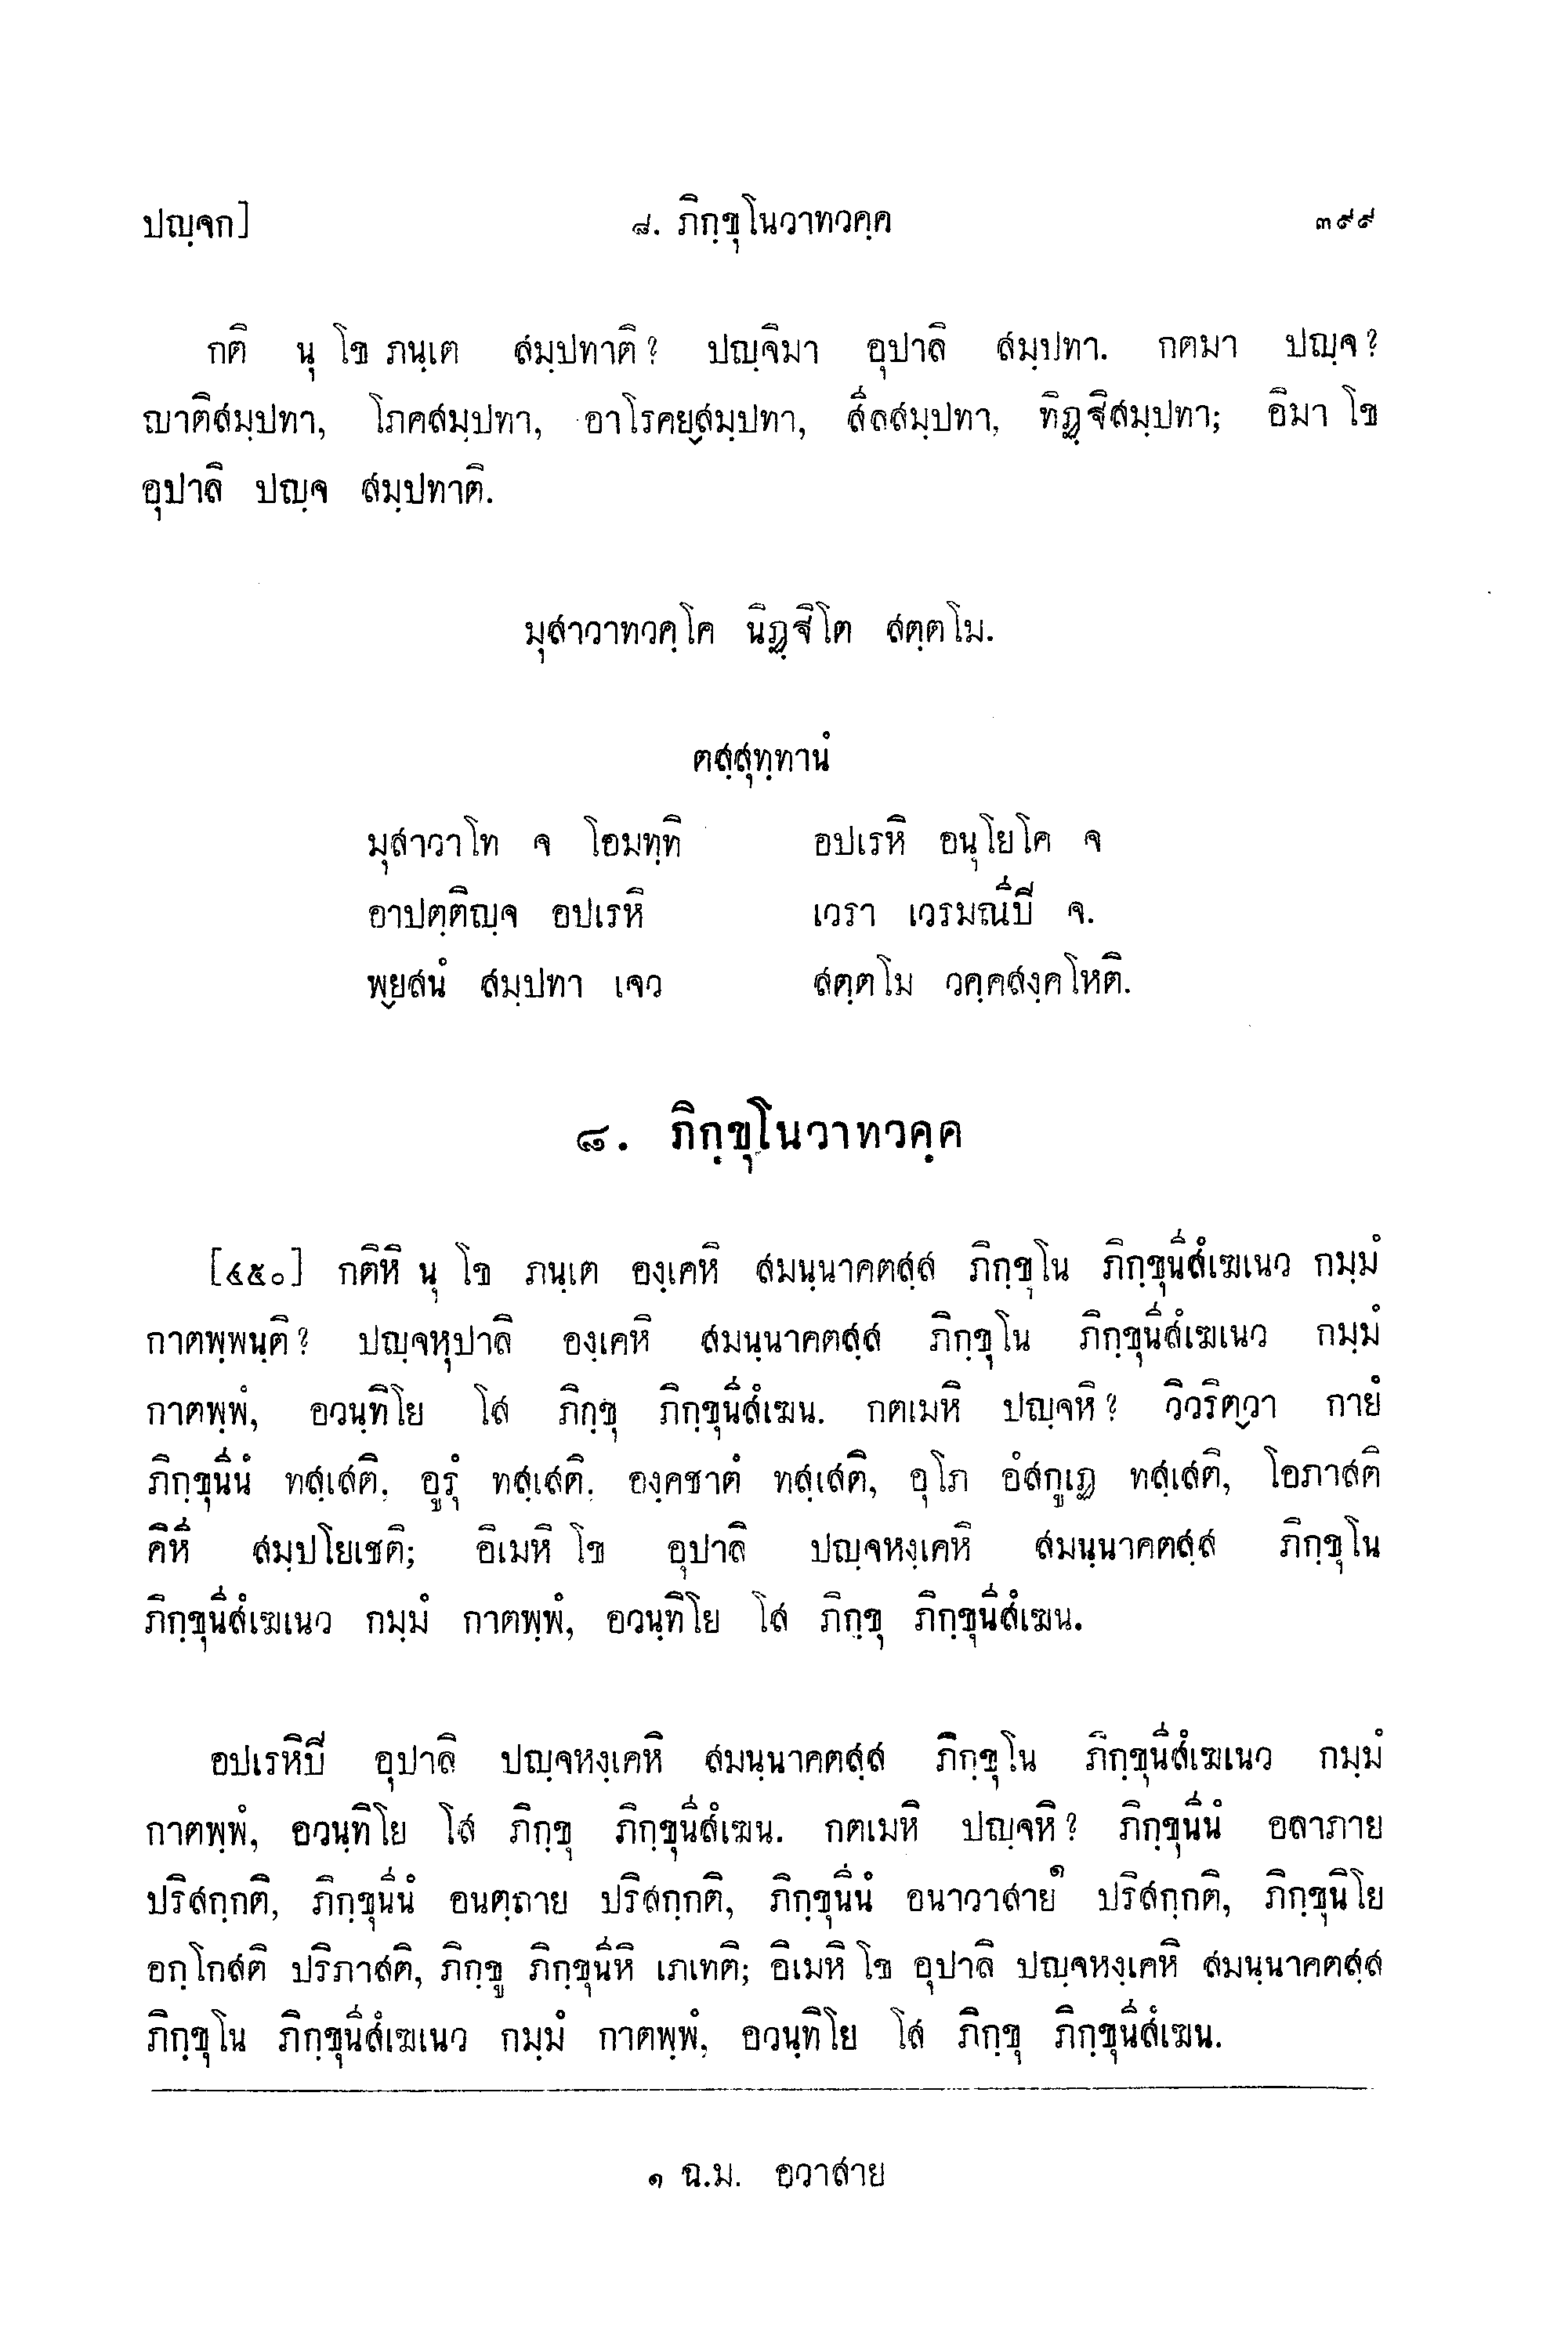 ปญฺจก] ๘. ภิกฺขุโนวาทวคฺค ๓๙๙
กติ นุ โข ภนฺเต สมฺปทาติ? ปญฺจิมา อุปาลิ สมฺปทา. กตมา ปญฺจ?
ญาติสมฺปทา, โภคสมฺปทา, อาโรคฺยสมฺปทา, สีลสมฺปทา, ทิฏฺฐิสมฺปทา; อิมา โข
อุปาลิ ปญฺจ สมฺปทาติ.
มุสาวาทวคฺโค นิฏฺฐิโต สตฺตโม.
ตสฺสุทฺทานํ
มุสาวาโท จ โอมทฺทิ อปเรหิ อนุโยโค จ
อาปตฺติญฺจ อปเรหิ เวรา เวรมณีปิ จ.
พฺยสนํ สมฺปทา เจว สตฺตโม วคฺคสงฺคโหติ.
๘. ภิกฺขุโนวาทวคฺค
[๔๕๐] กติหิ นุ โข ภนฺเต องฺเคหิ สมนฺนาคตสฺส ภิกฺขุโน ภิกฺขุนีสํเฆเนว กมฺมํ
กาตพฺพนฺติ? ปญฺจหุปาลิ องฺเคหิ สมนฺนาคตสฺส ภิกฺขุโน ภิกฺขุนีสํเฆเนว กมฺมํ
กาตพฺพํ, อวนฺทิโย โส ภิกฺขุ ภิกฺขุนีสํเฆน. กตเมหิ ปญฺจหิ? วิวริตฺวา กายํ
ภิกฺขุนีนํ ทสฺเสติ, อูรุํ ทสฺเสติ, องฺคชาตํ ทสฺเสติ, อุโภ อํสกูเฏ ทสฺเสติ, โอภาสติ
คิหี สมฺปโยเชติ; อิเมหิ โข อุปาลิ ปญฺจหงฺเคหิ สมนฺนาคตสฺส ภิกฺขุโน
ภิกฺขุนีสํเฆเนว กมฺมํ กาตพฺพํ, อวนฺทิโย โส ภิกฺขุ ภิกฺขุนีสํเฆน.
อปเรหิปิ อุปาลิ ปญฺจหงฺเคหิ สมนฺนาคตสฺส ภิกฺขุโน ภิกฺขุนีสํเฆเนว กมฺมํ
กาตพฺพํ, อวนฺทิโย โส ภิกฺขุ ภิกฺขุนีสํเฆน. กตเมหิ ปญฺจหิ? ภิกฺขุนีนํ อลาภาย
ปริสกฺกติ, ภิกฺขุนีนํ อนตฺถาย ปริสกฺกติ, ภิกฺขุนีนํ อนาวาสาย๑ ปริสกฺกติ, ภิกฺขุนิโย
อกฺโกสติ ปริภาสติ, ภิกฺขู ภิกฺขุนีหิ เภเทติ; อิเมหิ โข อุปาลิ ปญฺจหงฺเคหิ สมนฺนาคตสฺส
ภิกฺขุโน ภิกฺขุนีสํเฆเนว กมฺมํ กาตพฺพํ, อวนฺทิโย โส ภิกฺขุ ภิกฺขุนีสํเฆน.
๑ ฉ.ม. อวาสาย